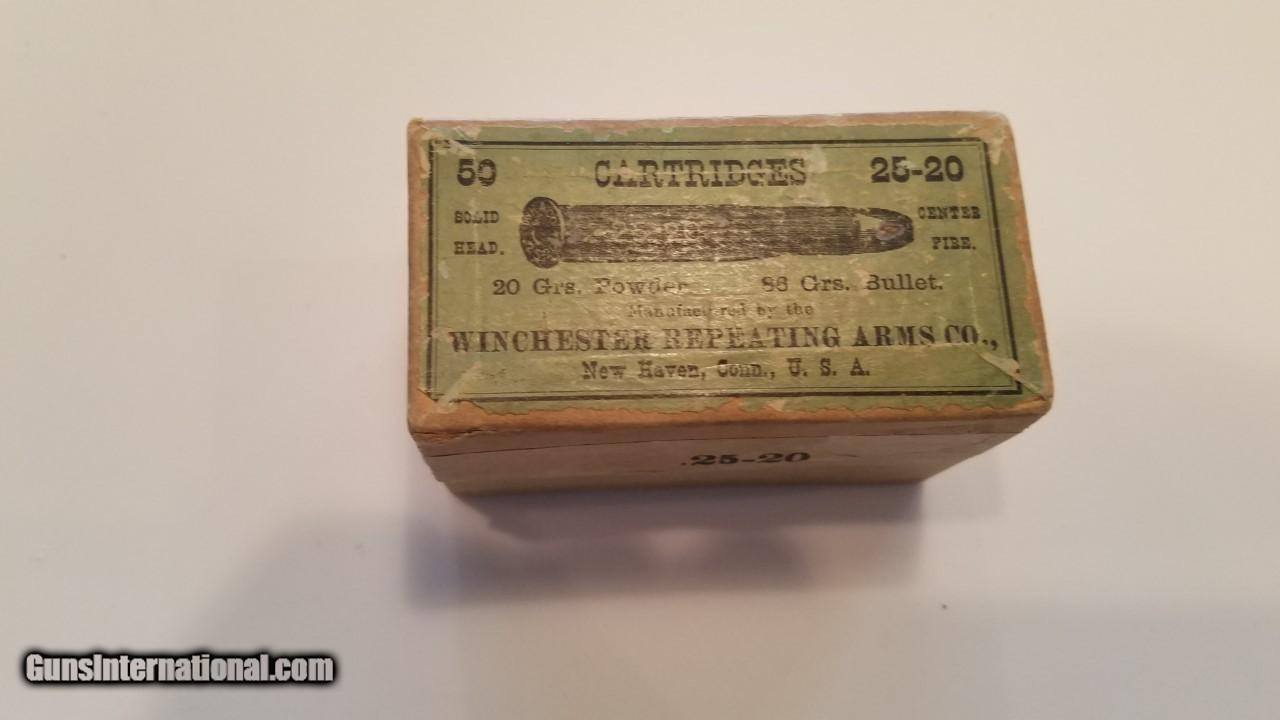 50 CARTRIDGES 25-20
SOLID HEAD.
CENTER FIRE.
20 Grs. Powder 86 Grs. Bullet.
Manufactured by the
WINCHESTER REPEATING ARMS CO.,
New Haven, Conn., U. S. A.
.25-20
GunsInternational.com